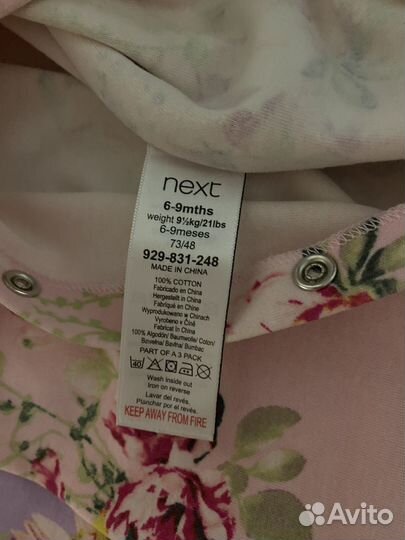 next
6-9mths
weight 9½kg/21lbs
6-9meses
73/48
929-831-248
MADE IN CHINA
100% COTTON
Fabricado en China
Hergestellt in China
Fabriqué en Chine
Wyprodukowano w Chinach
Vyrobeno v Číně
Fabricat în China
100% Algodón/ Baumwolle/ Coton/
Bawełna/ Bavlna/ Bumbac
PART OF A 3 PACK
40
Wash inside out
Iron on reverse
Lavar del revés.
Planchar por el revés.
KEEP AWAY FROM FIRE
Avito